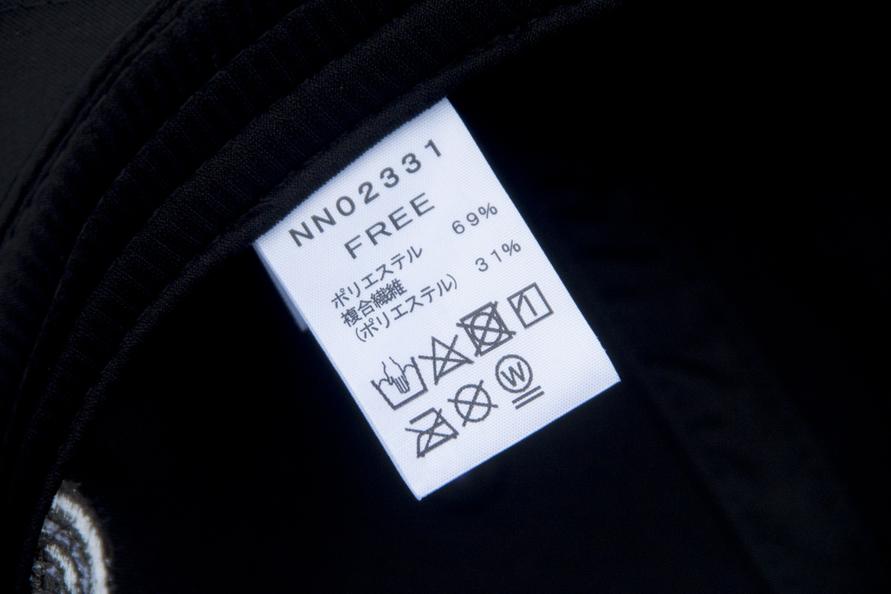 NN02331
FREE
ポリエステル 69%
複合繊維
(ポリエステル) 31%
W